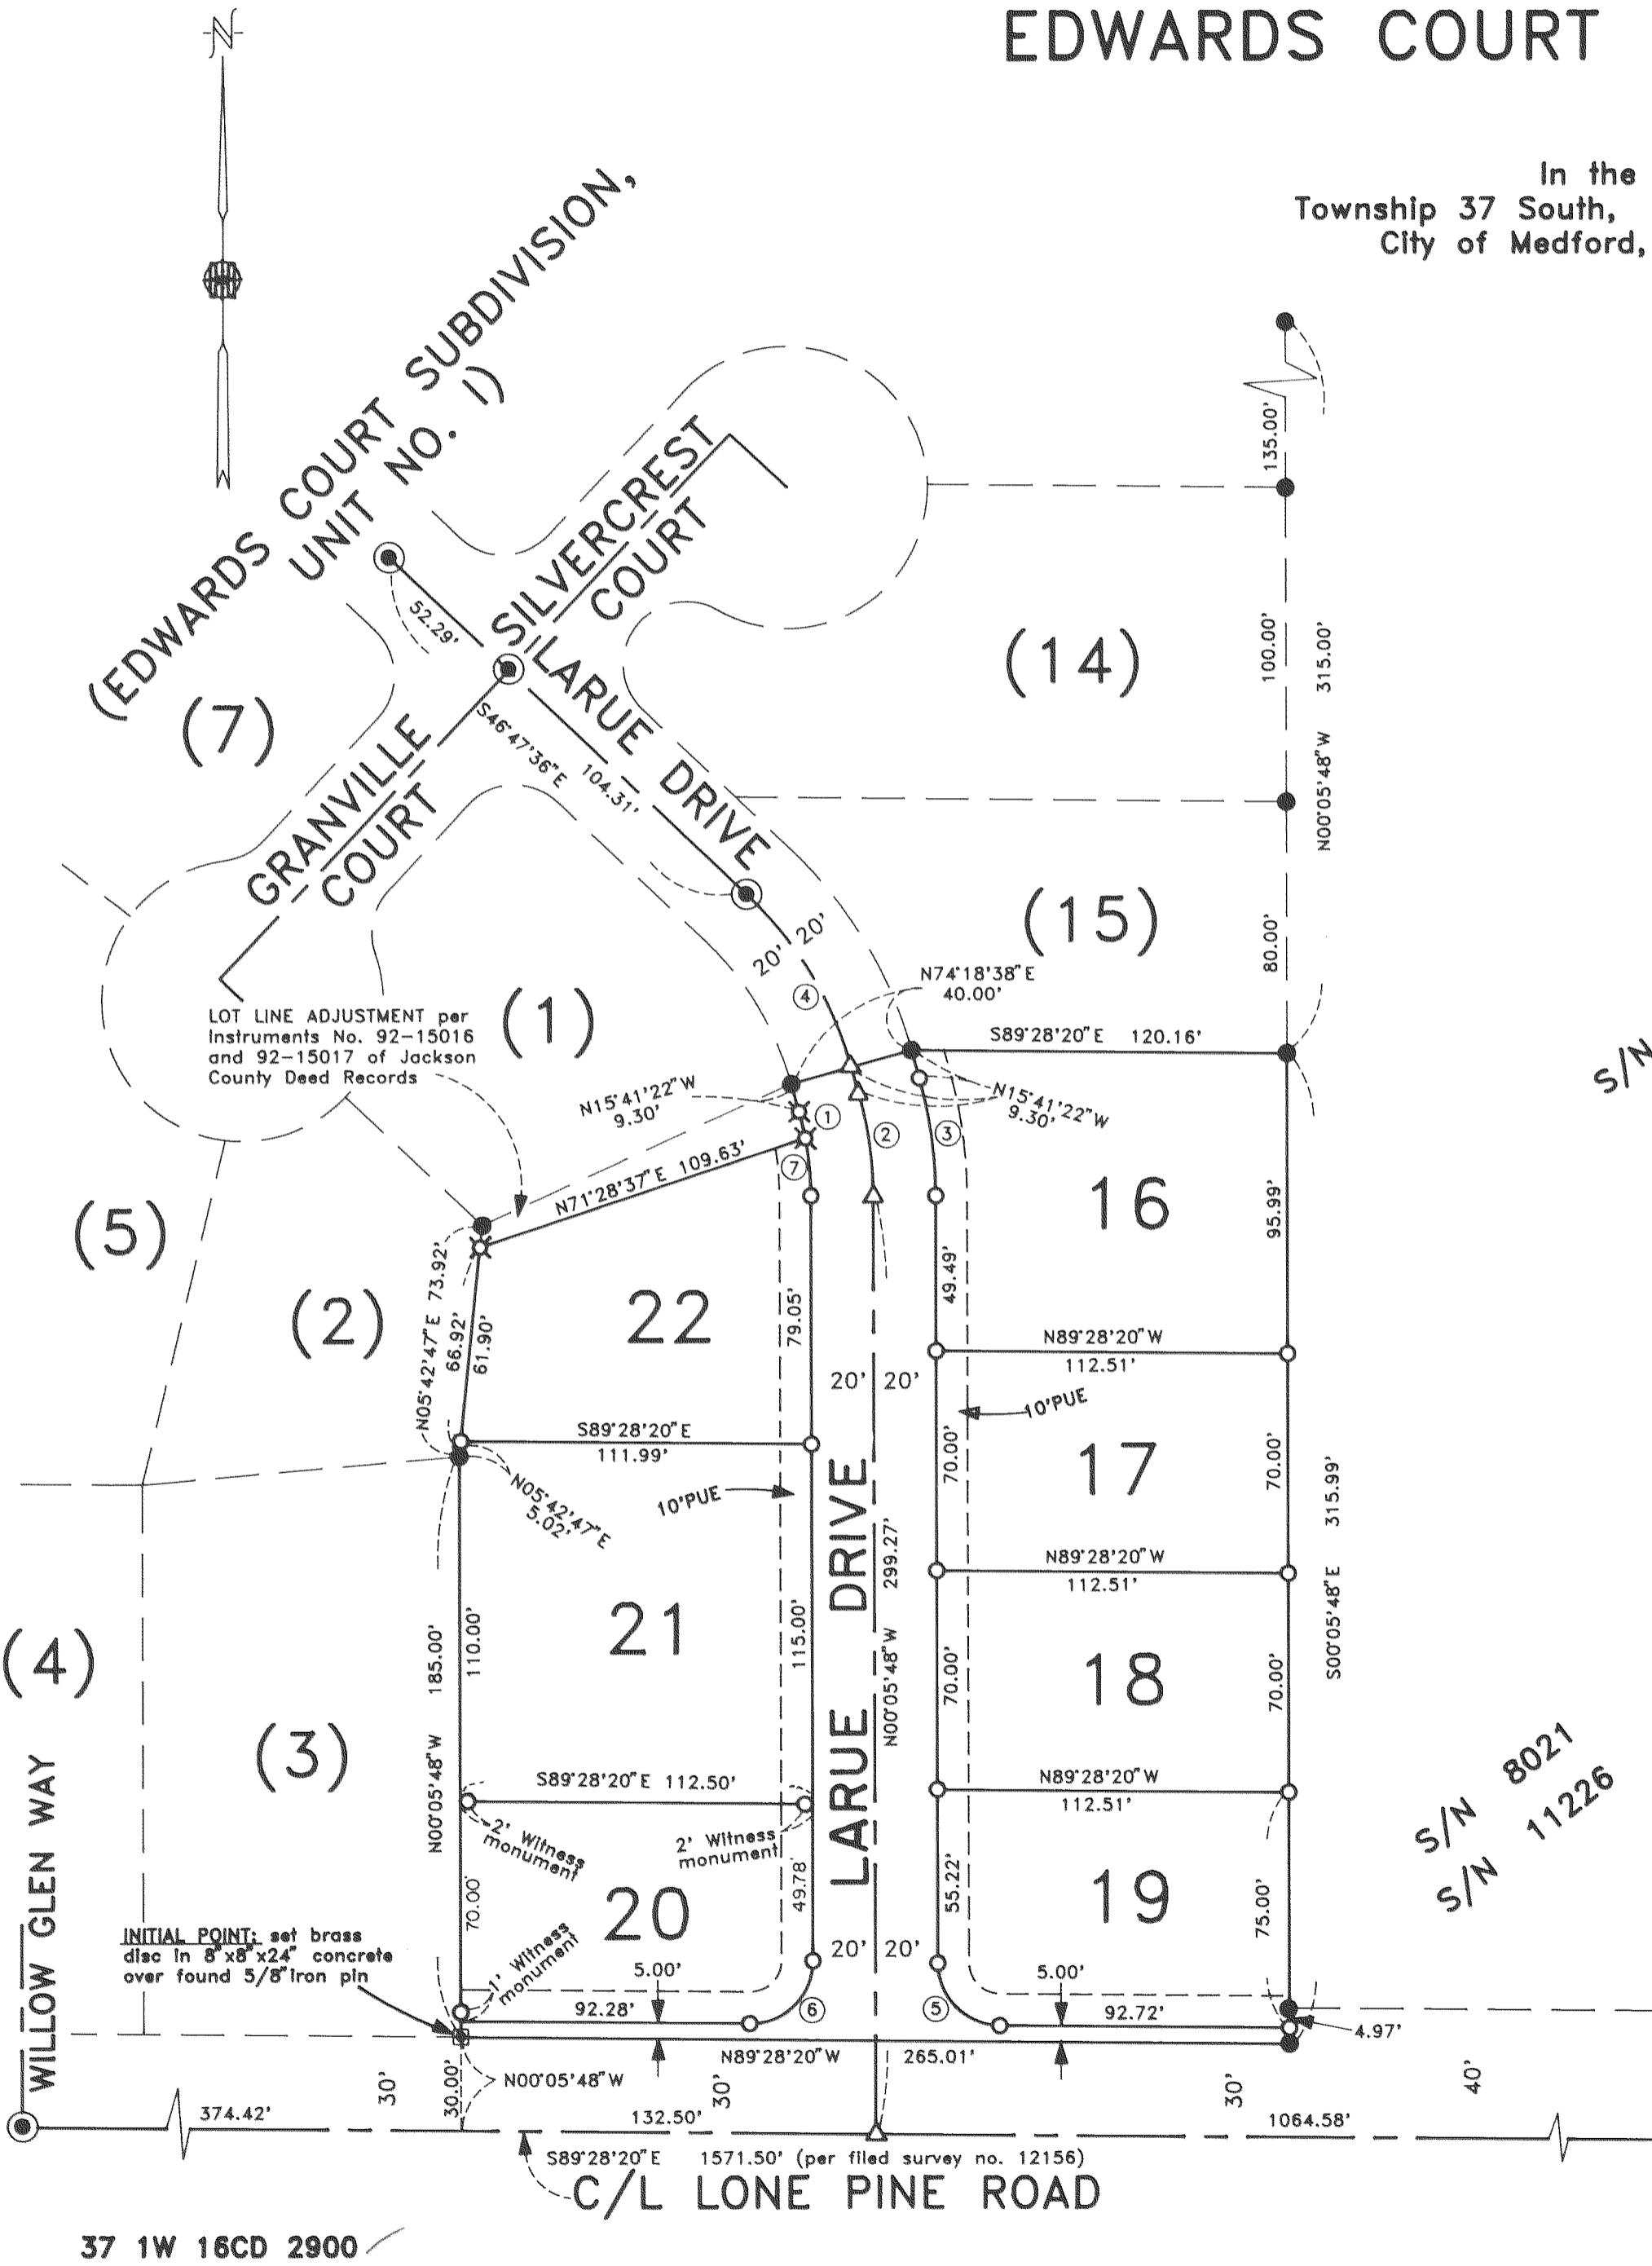 EDWARDS COURT
N
In the
Township 37 South,
City of Medford,
(EDWARDS COURT SUBDIVISION,
UNIT NO. 1)
SILVERCREST
COURT
52.29'
(7)
GRANVILLE
COURT
LARUE DRIVE
S46°47'36"E
104.31'
135.00'
(14)
100.00'
315.00'
N00°05'48"W
(15)
80.00'
20' 20'
4
N74°18'38"E
40.00'
S89°28'20"E 120.16'
LOT LINE ADJUSTMENT per
Instruments No. 92-15016
and 92-15017 of Jackson
County Deed Records
(1)
S/N
N15°41'22"W
9.30'
1
2
3
N15°41'22"W
9.30'
7
N71°28'37"E 109.63'
16
95.99'
(5)
(2)
N05°42'47"E 73.92'
66.92'
61.90'
22
79.05'
49.49'
N89°28'20"W
112.51'
20' 20'
10'PUE
S89°28'20"E
111.99'
N05°42'47"E
5.02'
10'PUE
70.00'
17
70.00'
S00°05'48"E 315.99'
LARUE DRIVE
N00°05'48"W 299.27'
N89°28'20"W
112.51'
(4)
(3)
N00°05'48"W 185.00'
110.00'
21
115.00'
70.00'
18
70.00'
S89°28'20"E 112.50'
N89°28'20"W
112.51'
2' Witness
monument
2' Witness
monument
S/N 8021
S/N 11226
WILLOW GLEN WAY
70.00'
20
49.78'
55.22'
19
75.00'
INITIAL POINT: set brass
disc in 8"x8"x24" concrete
over found 5/8"iron pin
1' Witness
monument
20' 20'
5.00'
5.00'
92.28'
6
5
92.72'
4.97'
N89°28'20"W 265.01'
N00°05'48"W
30'
30.00'
30'
30'
40'
374.42'
132.50'
1064.58'
S89°28'20"E 1571.50' (per filed survey no. 12156)
C/L LONE PINE ROAD
37 1W 16CD 2900